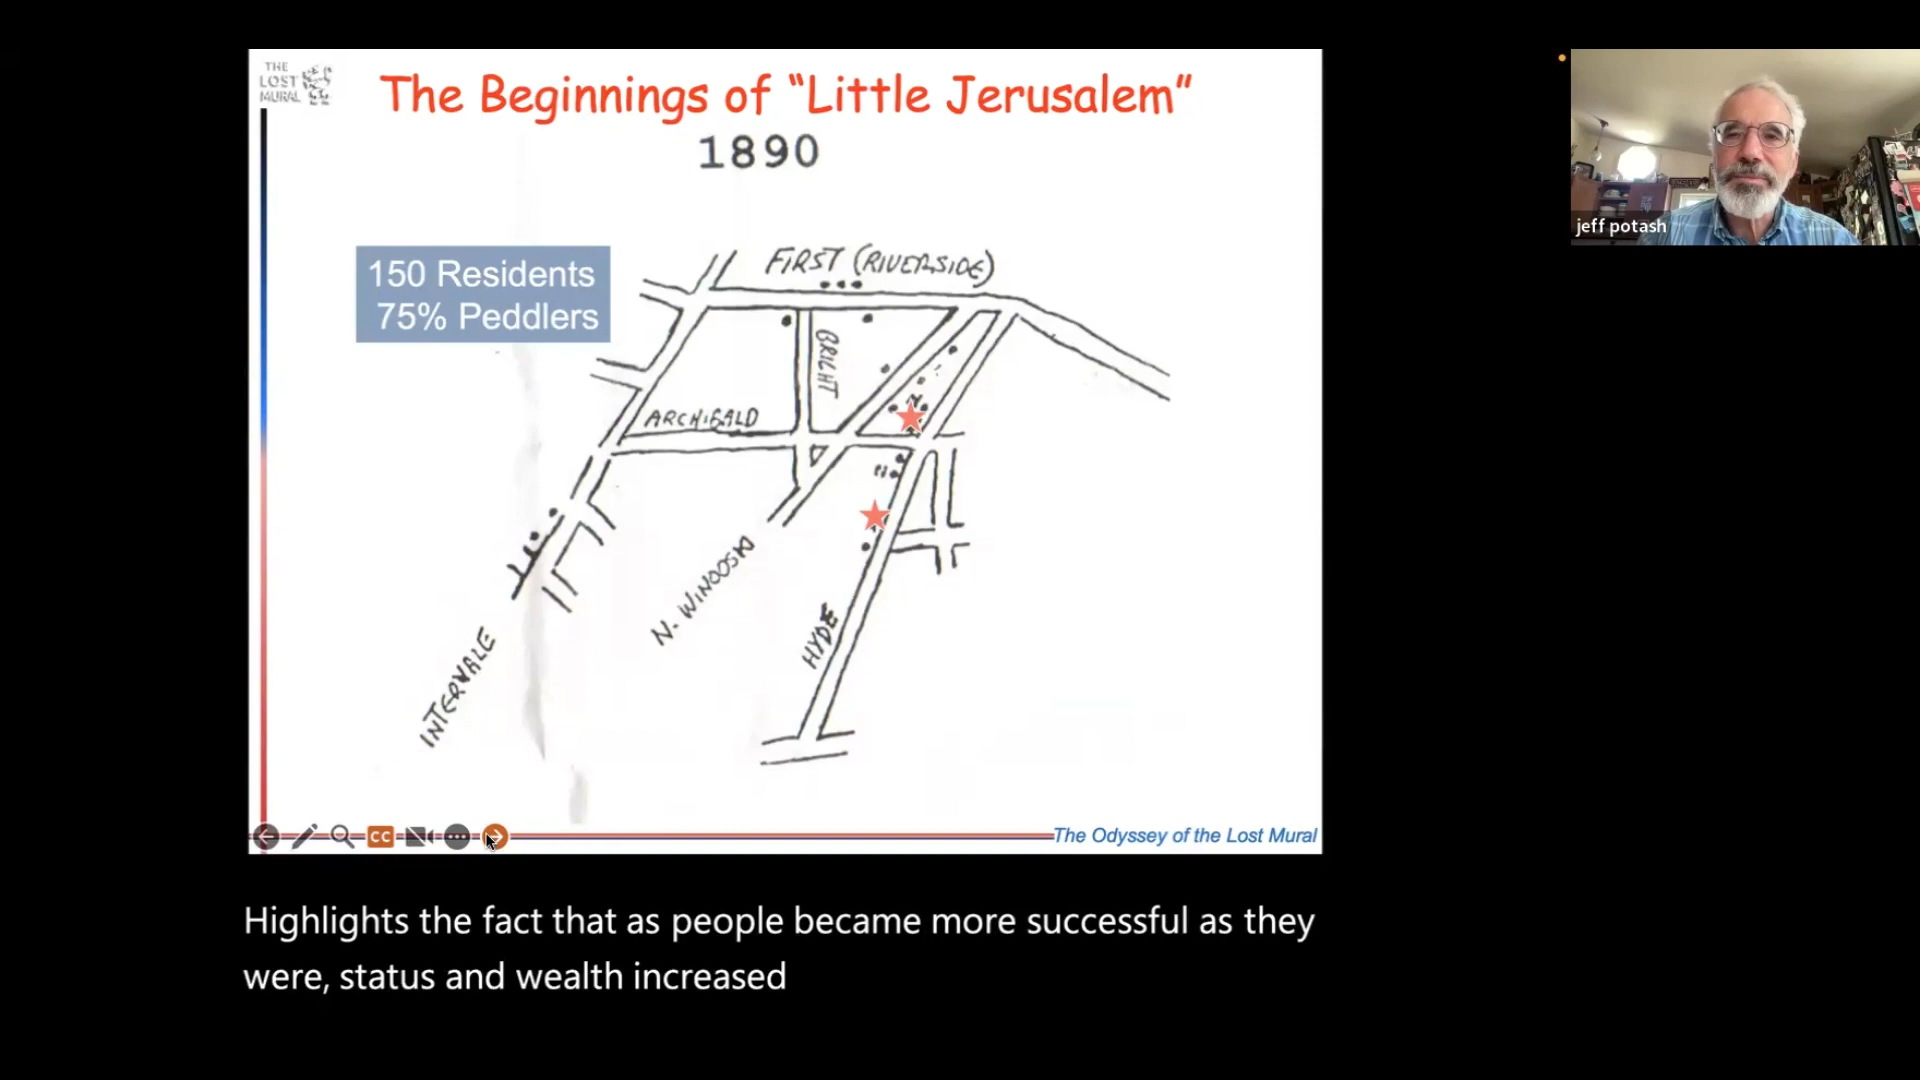 THE
LOST
MURAL
The Beginnings of “Little Jerusalem”
1890
150 Residents
75% Peddlers
FIRST (RIVERSIDE)
BRIGHT
ARCHIBALD
N. WINOOSKI
HYDE
INTERVALE
CC
The Odyssey of the Lost Mural
jeff potash
Highlights the fact that as people became more successful as they
were, status and wealth increased